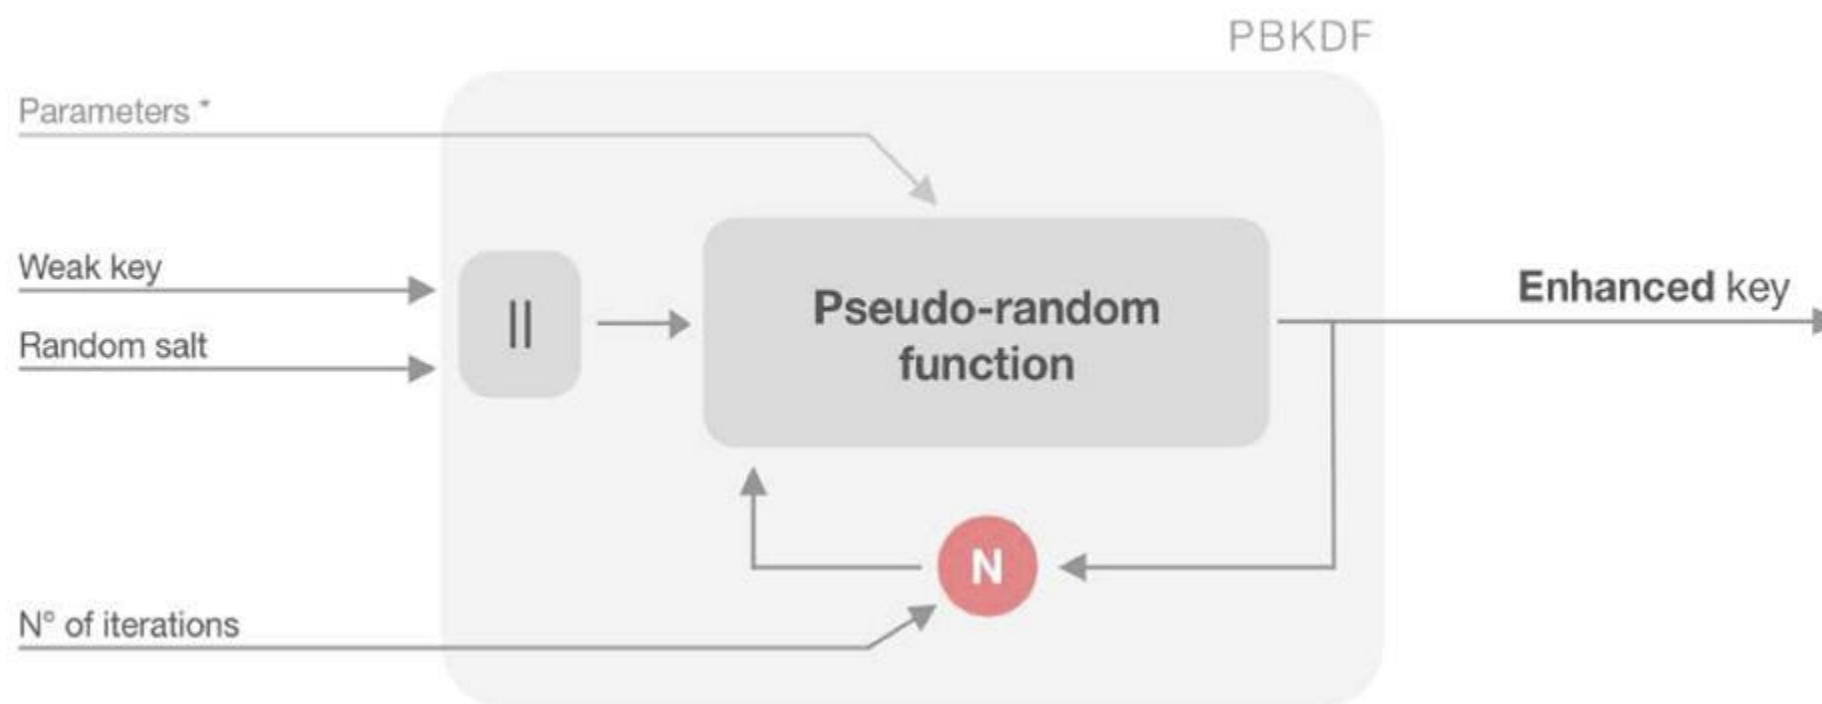 PBKDF
Parameters *
Weak key
Random salt
||
Pseudo-random
function
Enhanced key
N
N° of iterations